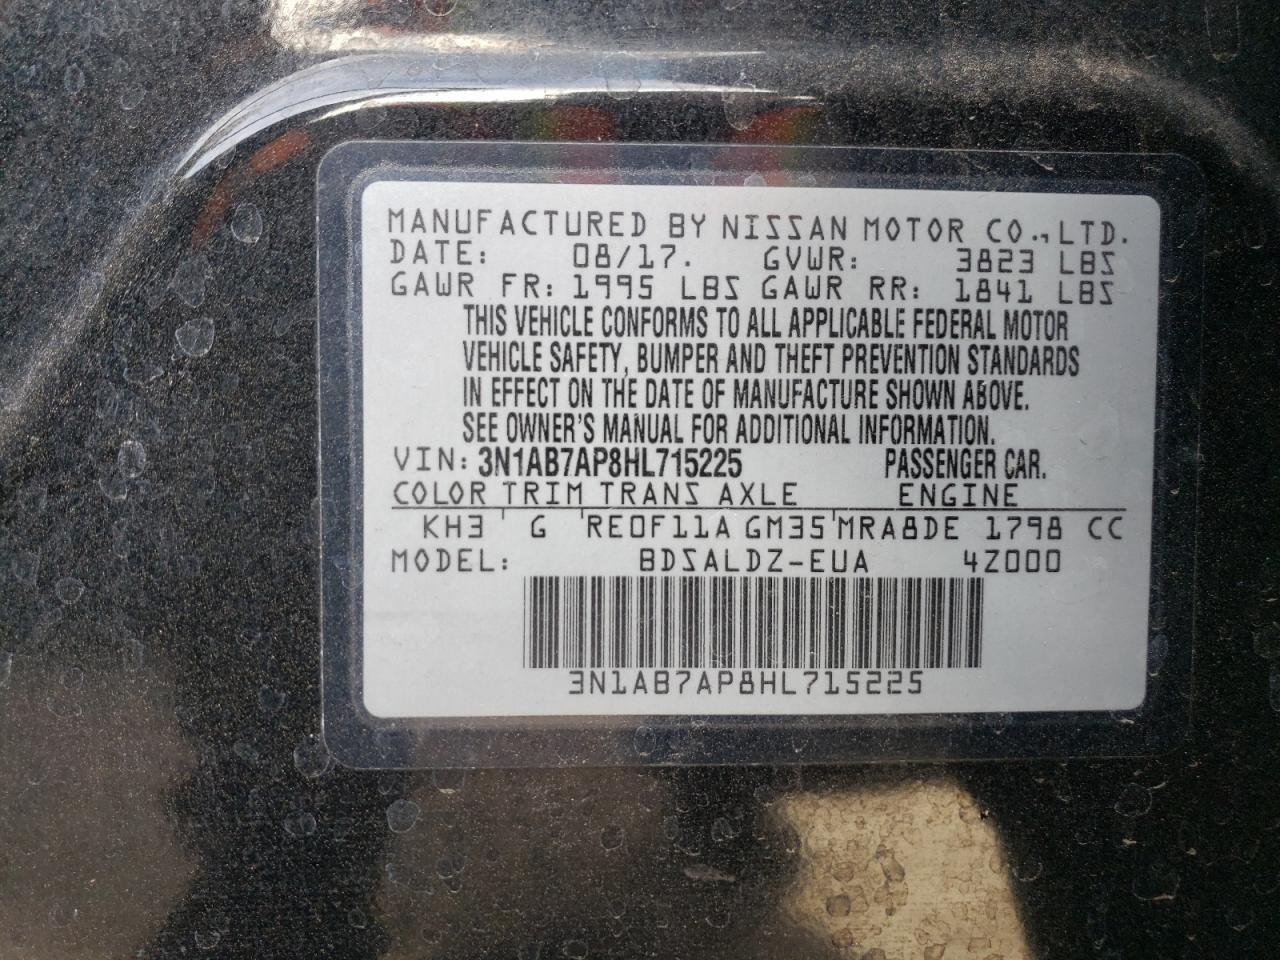 MANUFACTURED BY NISSAN MOTOR CO., LTD.
DATE: 08/17. GVWR: 3823 LBS
GAWR FR: 1995 LBS GAWR RR: 1841 LBS
THIS VEHICLE CONFORMS TO ALL APPLICABLE FEDERAL MOTOR
VEHICLE SAFETY, BUMPER AND THEFT PREVENTION STANDARDS
IN EFFECT ON THE DATE OF MANUFACTURE SHOWN ABOVE.
SEE OWNER'S MANUAL FOR ADDITIONAL INFORMATION.
VIN: 3N1AB7AP8HL715225 PASSENGER CAR.
COLOR TRIM TRANS AXLE ENGINE
KH3 G RE0F11A GM35 MRA8DE 1798 CC
MODEL: BDSALDZ-EUA 4Z000
3N1AB7AP8HL715225